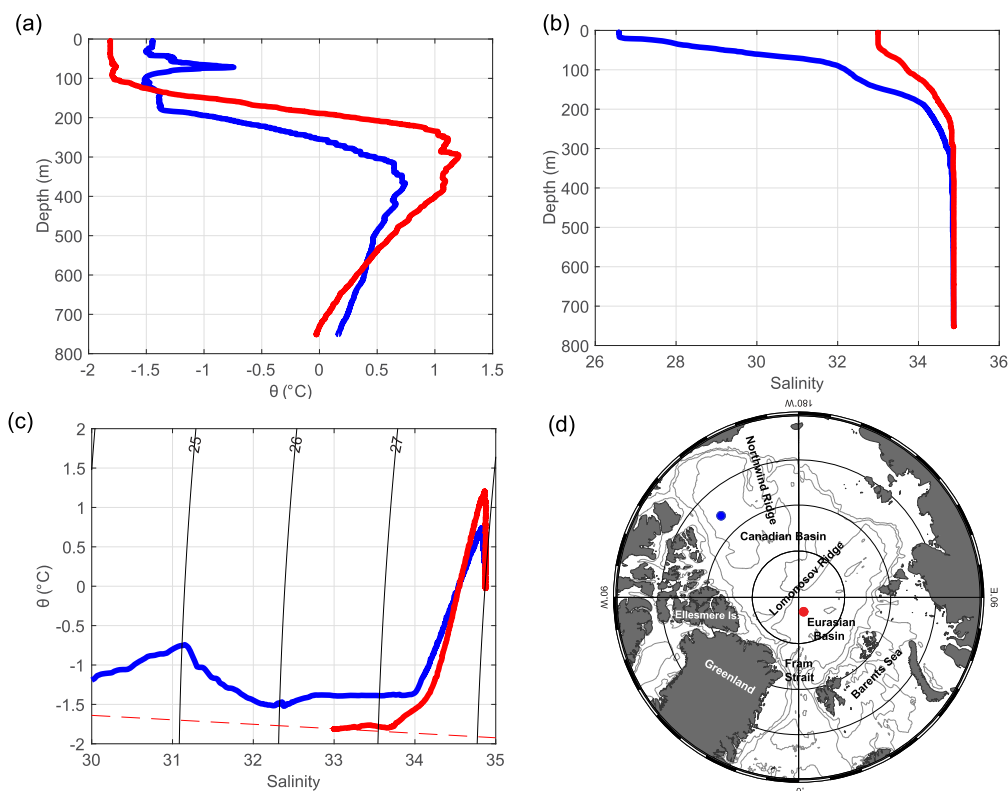 (a)
0
100
200
300
400
500
600
700
800
Depth (m)
-2
-1.5
-1
-0.5
0
0.5
1
1.5
θ (°C)
(b)
0
100
200
300
400
500
600
700
800
Depth (m)
26
28
30
32
34
36
Salinity
(c)
2
1.5
1
0.5
0
-0.5
-1
-1.5
-2
θ (°C)
25
26
27
30
31
32
33
34
35
Salinity
(d)
180°W
Northwind Ridge
Canadian Basin
Lomonosov Ridge
90°W
90°E
Ellesmere Is.
Eurasian
Basin
Fram
Strait
Barents Sea
Greenland
0°